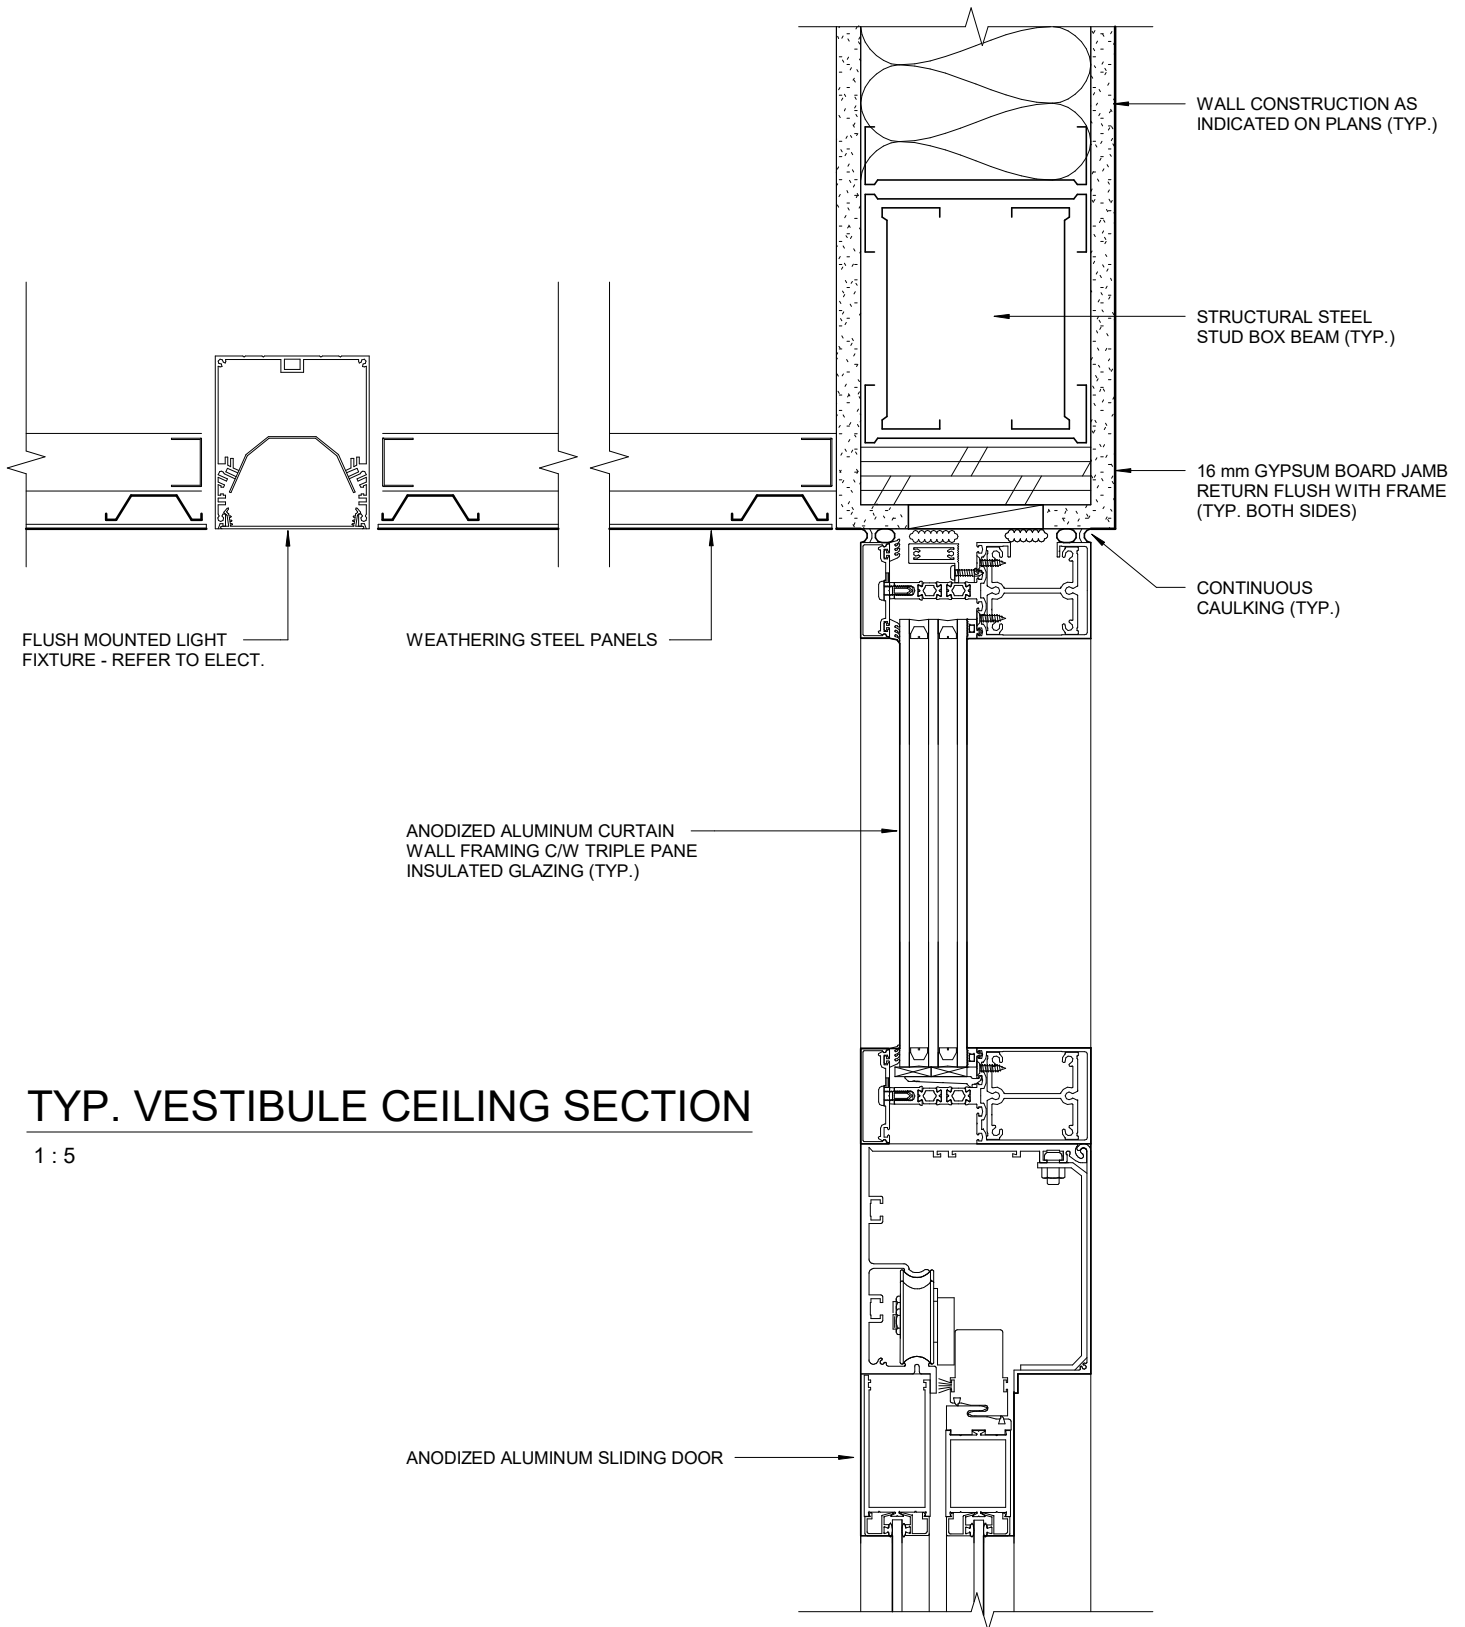 WALL CONSTRUCTION AS
INDICATED ON PLANS (TYP.)
STRUCTURAL STEEL
STUD BOX BEAM (TYP.)
16 mm GYPSUM BOARD JAMB
RETURN FLUSH WITH FRAME
(TYP. BOTH SIDES)
CONTINUOUS
CAULKING (TYP.)
FLUSH MOUNTED LIGHT
FIXTURE - REFER TO ELECT.
WEATHERING STEEL PANELS
ANODIZED ALUMINUM CURTAIN
WALL FRAMING C/W TRIPLE PANE
INSULATED GLAZING (TYP.)
TYP. VESTIBULE CEILING SECTION
1 : 5
ANODIZED ALUMINUM SLIDING DOOR